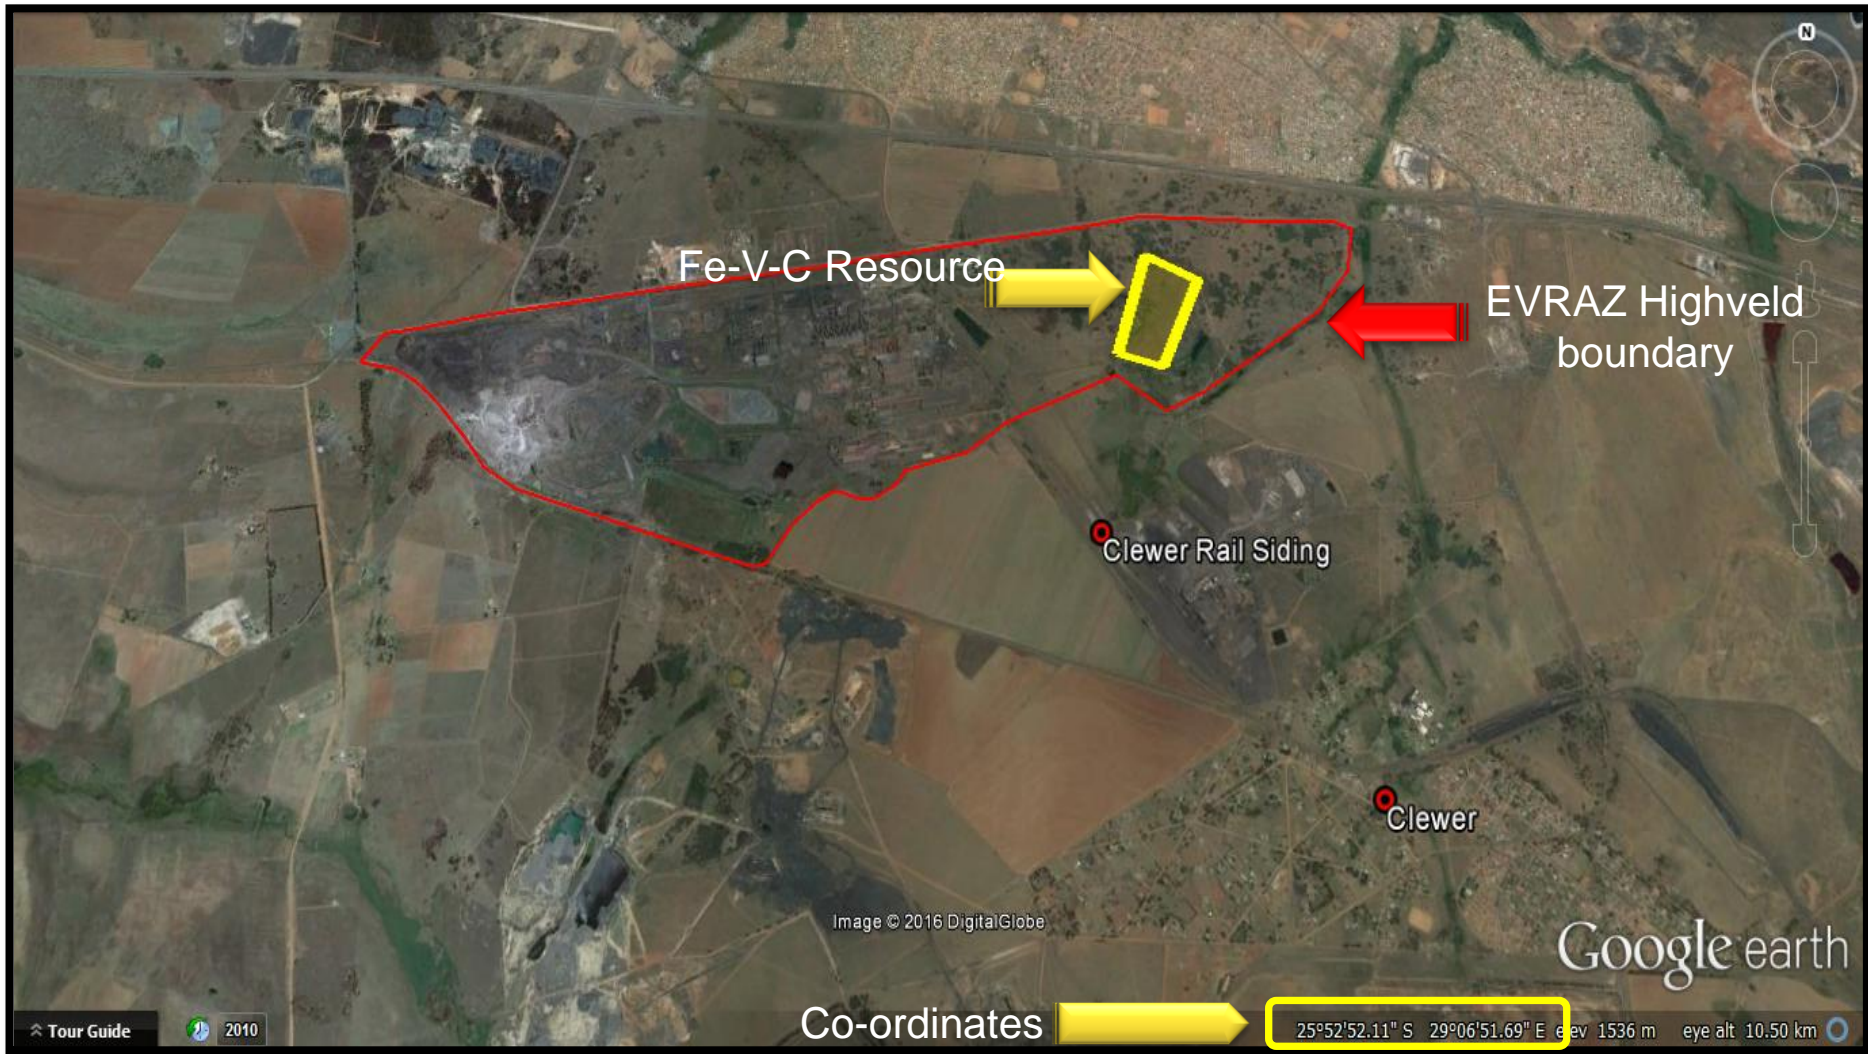 N
Fe-V-C Resource
EVRAZ Highveld
boundary
Clewer Rail Siding
Clewer
Image © 2016 DigitalGlobe
Google earth
Co-ordinates
Tour Guide
2010
25°52'52.11" S 29°06'51.69" E elev 1536 m eye alt 10.50 km